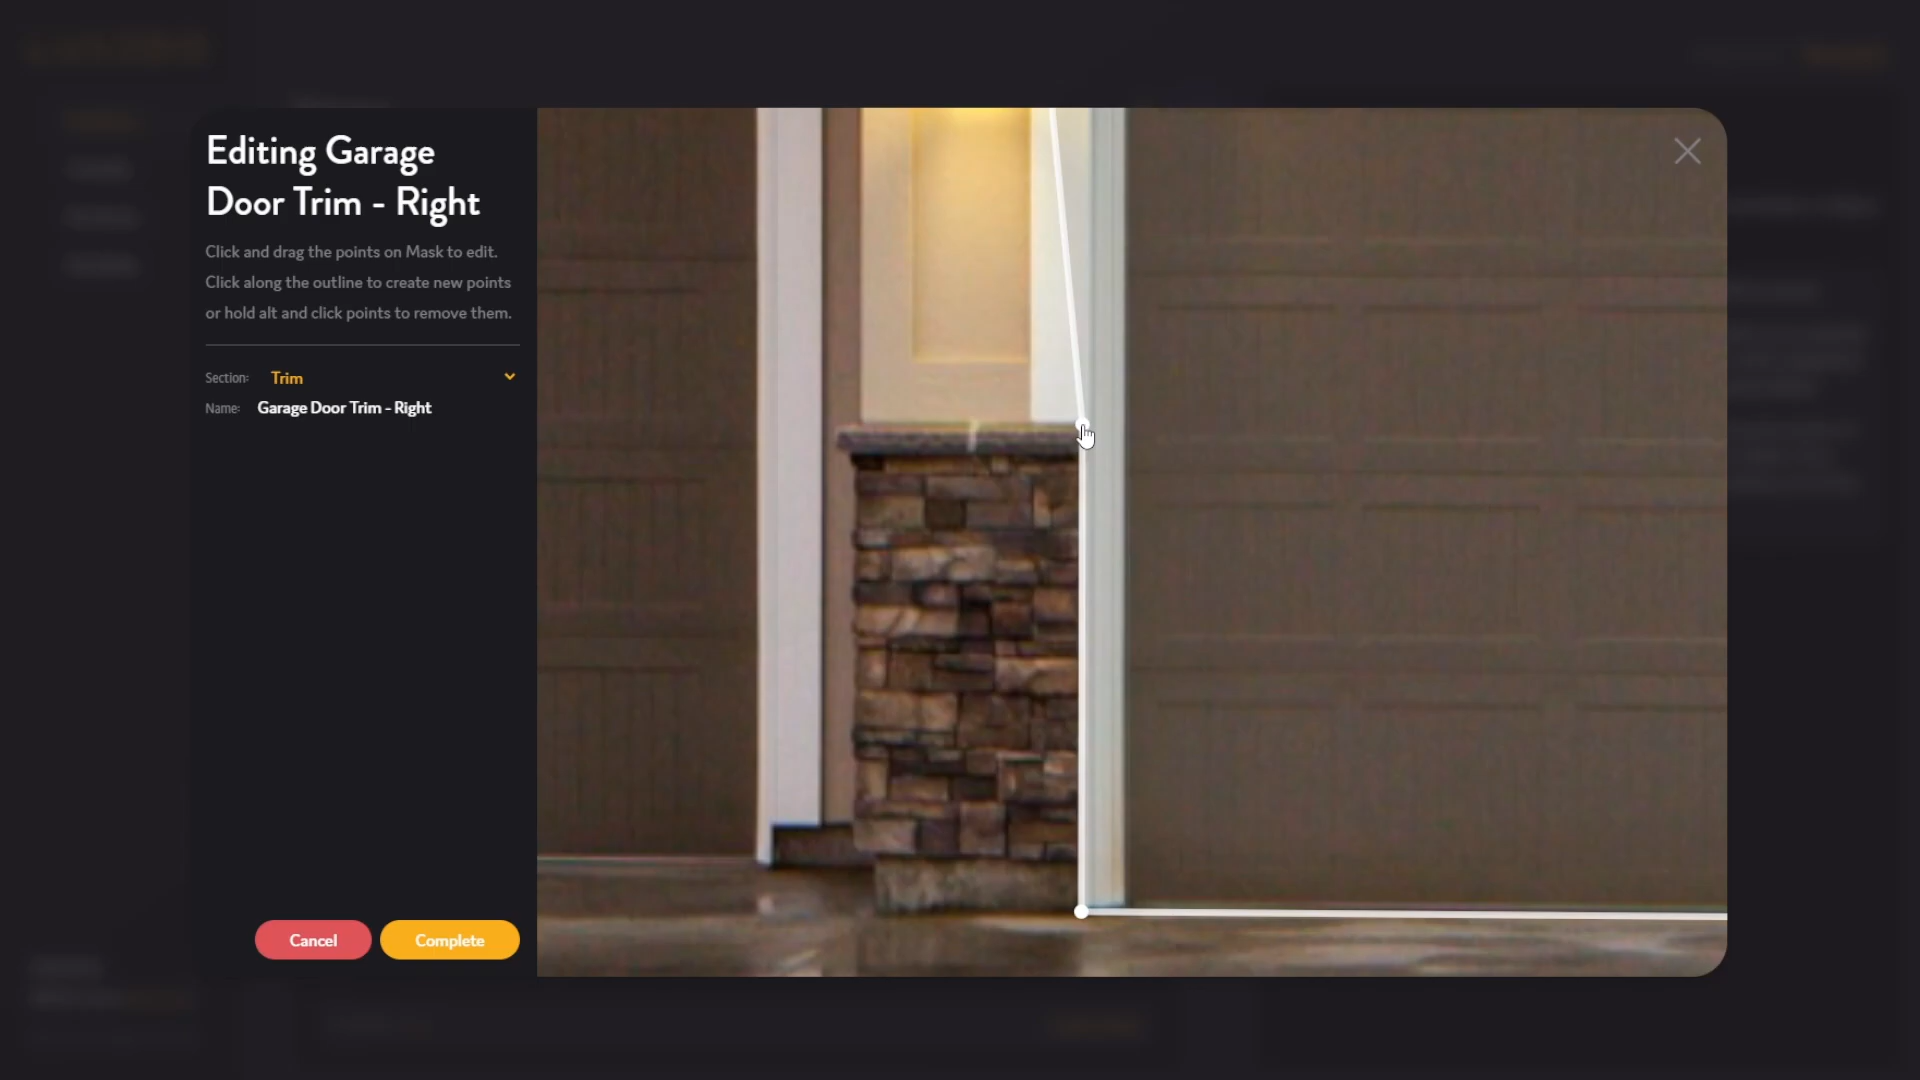 Editing Garage
Door Trim - Right
Click and drag the points on Mask to edit.
Click along the outline to create new points
or hold alt and click points to remove them.
Section: Trim
Name: Garage Door Trim - Right
Cancel Complete